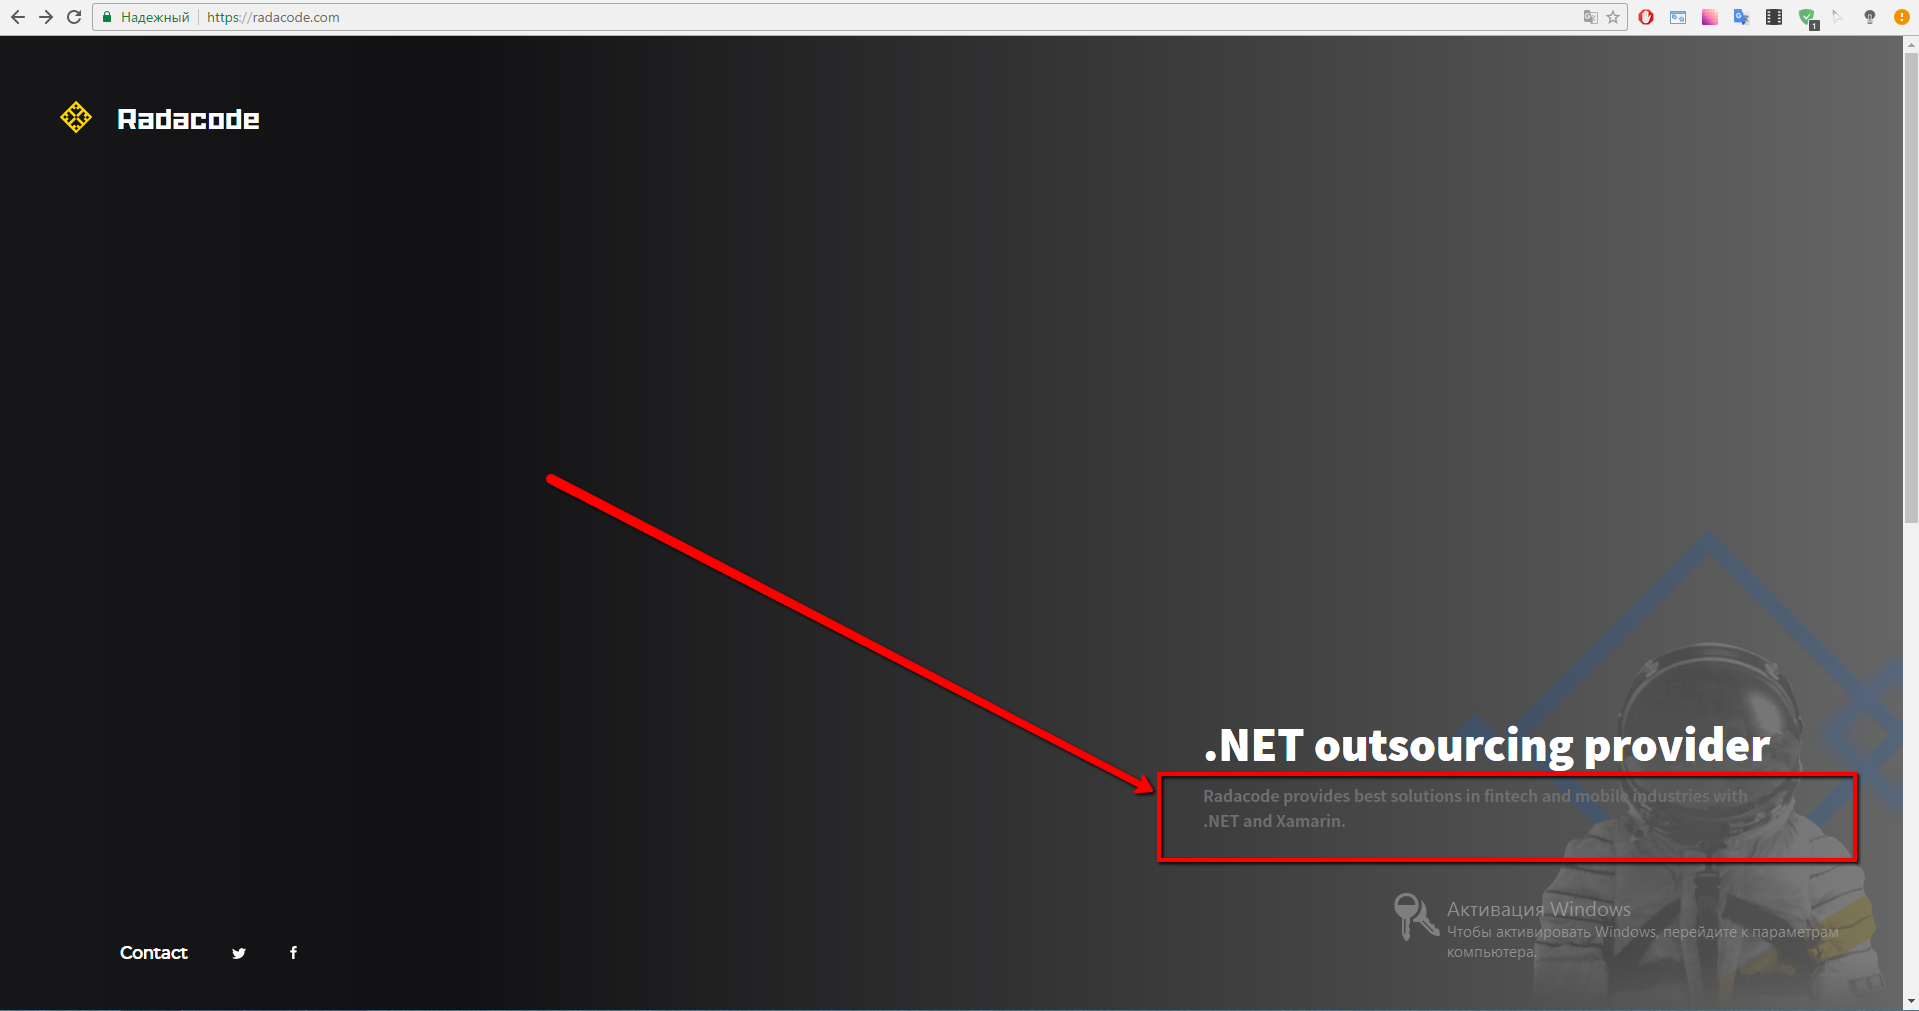 Надежный
https://radacode.com
1
Radacode
.NET outsourcing provider
Radacode provides best solutions in fintech and mobile industries with
.NET and Xamarin.
Активация Windows
Чтобы активировать Windows, перейдите к параметрам
компьютера.
Contact